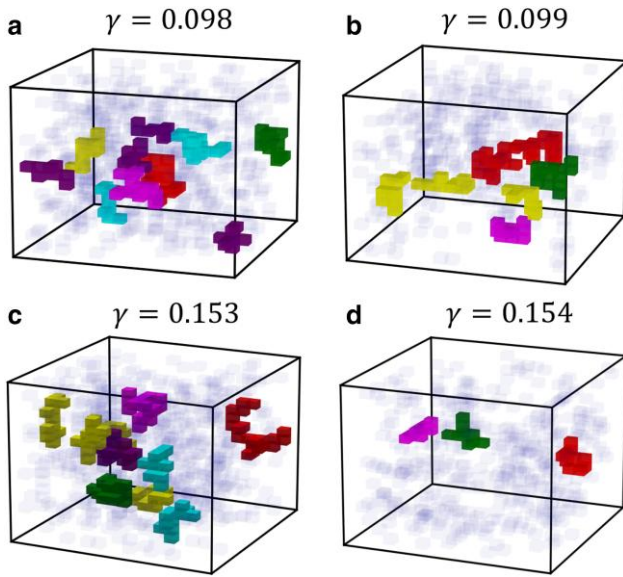 a γ = 0.098
b γ = 0.099
c γ = 0.153
d γ = 0.154